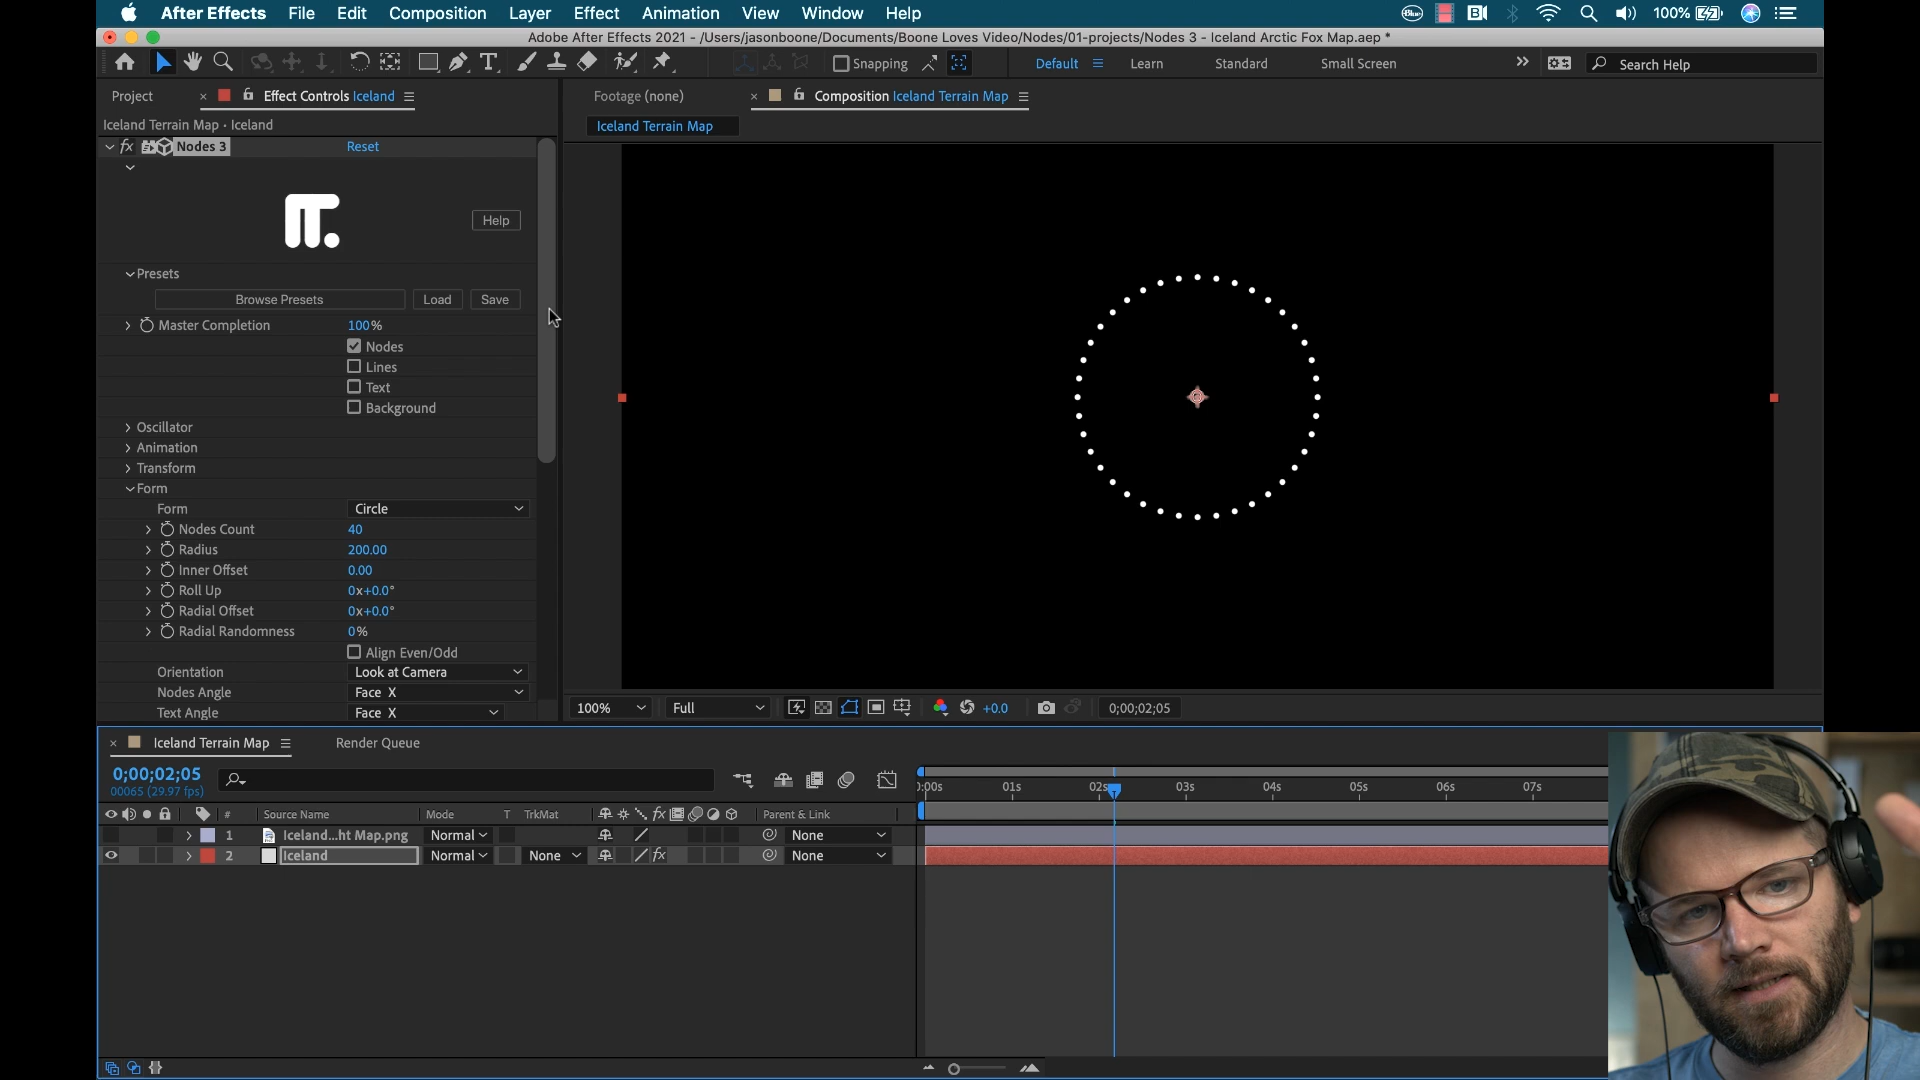 After Effects File Edit Composition Layer Effect Animation View Window Help 100%
Adobe After Effects 2021 - /Users/jasonboone/Documents/Boone Loves Video/Nodes/01-projects/Nodes 3 - Iceland Arctic Fox Map.aep *
Snapping Default Learn Standard Small Screen Search Help
Project Effect Controls Iceland Footage (none) Composition Iceland Terrain Map
Iceland Terrain Map • Iceland Iceland Terrain Map
fx Nodes 3 Reset
Help
Presets
Browse Presets Load Save
Master Completion 100%
Nodes
Lines
Text
Background
Oscillator
Animation
Transform
Form
Form Circle
Nodes Count 40
Radius 200.00
Inner Offset 0.00
Roll Up 0x+0.0°
Radial Offset 0x+0.0°
Radial Randomness 0%
Align Even/Odd
Orientation Look at Camera
Nodes Angle Face X
Text Angle Face X
100% Full +0.0 0;00;02;05
Iceland Terrain Map Render Queue
0;00;02;05
00065 (29.97 fps)
0:00s 01s 02s 03s 04s 05s 06s 07s
# Source Name Mode T TrkMat fx Parent & Link
1 Iceland...ht Map.png Normal None
2 Iceland Normal None fx None